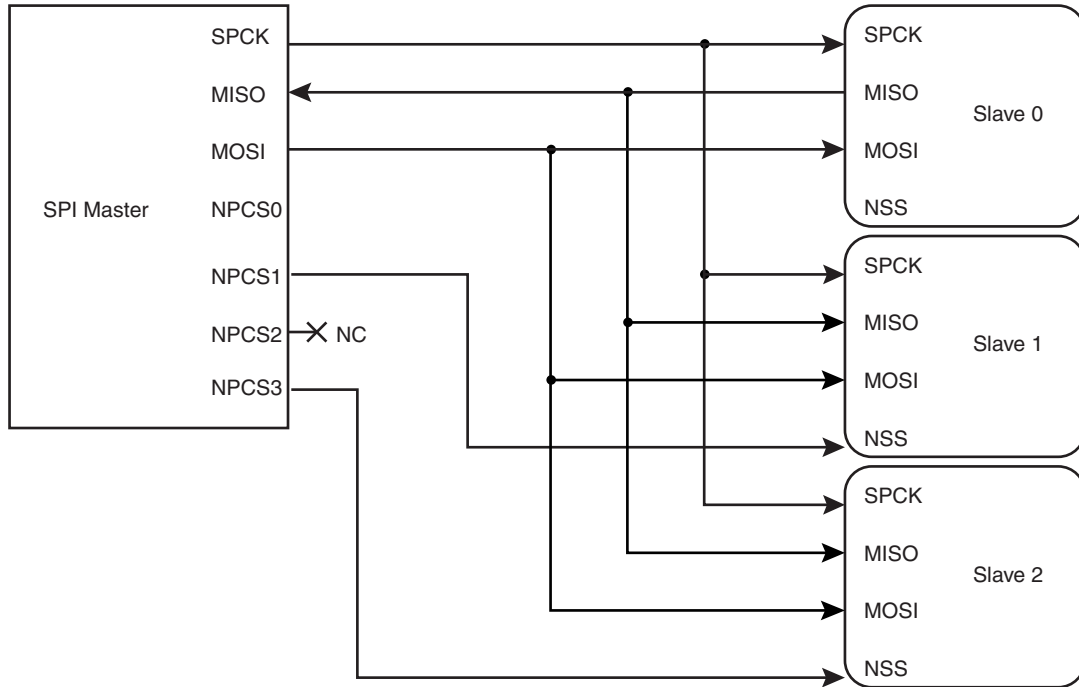 SPI Master
SPCK
MISO
MOSI
NPCS0
NPCS1
NPCS2
NC
NPCS3
SPCK
MISO
Slave 0
MOSI
NSS
SPCK
MISO
Slave 1
MOSI
NSS
SPCK
MISO
Slave 2
MOSI
NSS